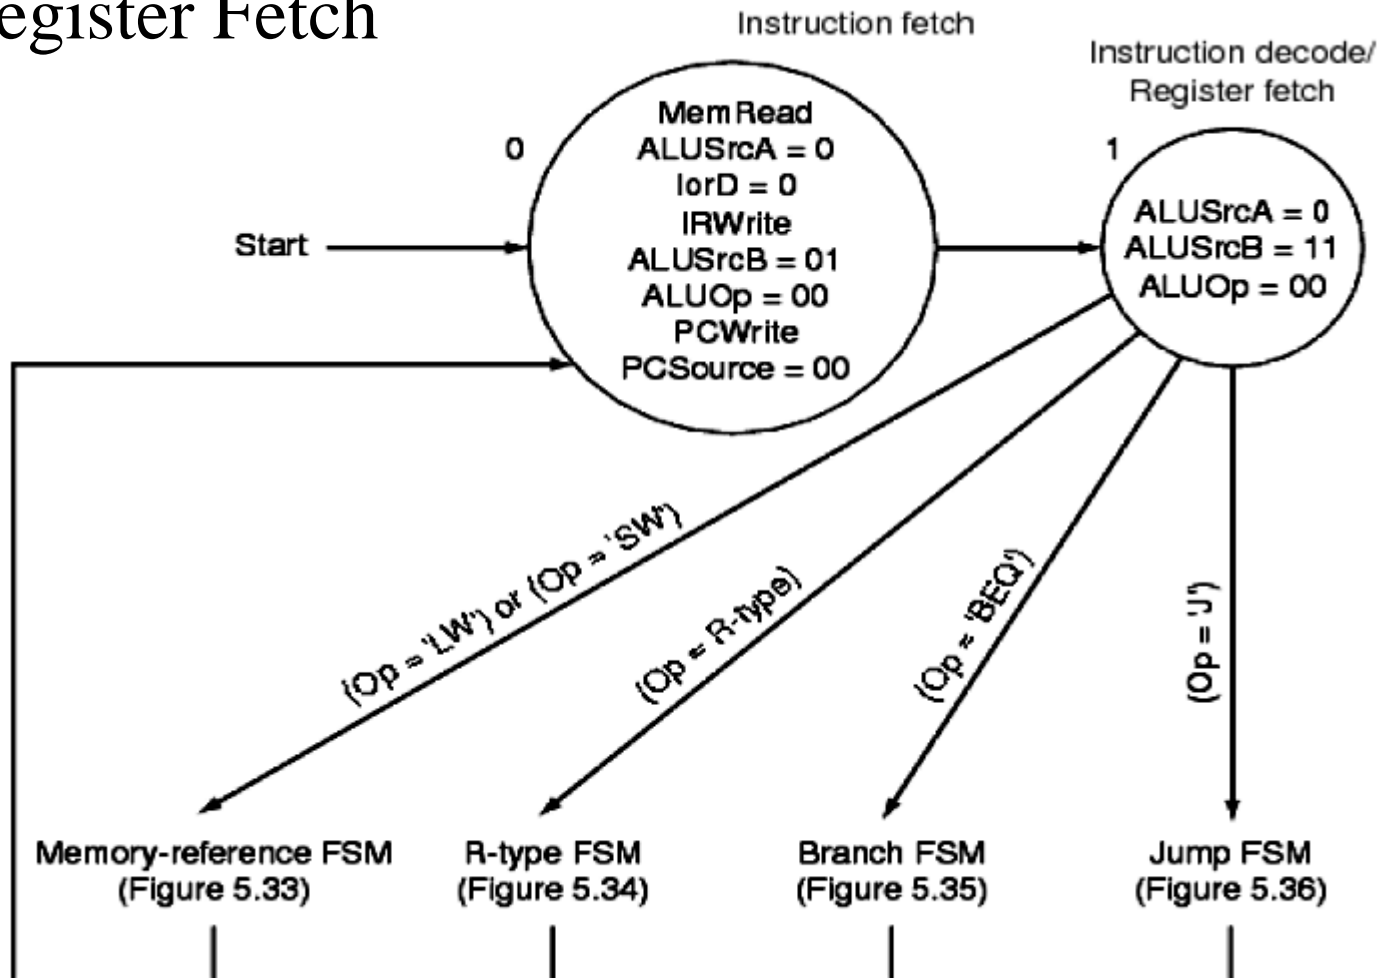 egister Fetch
Instruction fetch
Instruction decode/
Register fetch
0
MemRead
ALUSrcA = 0
IorD = 0
IRWrite
ALUSrcB = 01
ALUOp = 00
PCWrite
PCSource = 00
1
ALUSrcA = 0
ALUSrcB = 11
ALUOp = 00
Start
(Op = 'LW') or (Op = 'SW')
(Op = R-type)
(Op = 'BEQ')
(Op = 'J')
Memory-reference FSM
(Figure 5.33)
R-type FSM
(Figure 5.34)
Branch FSM
(Figure 5.35)
Jump FSM
(Figure 5.36)